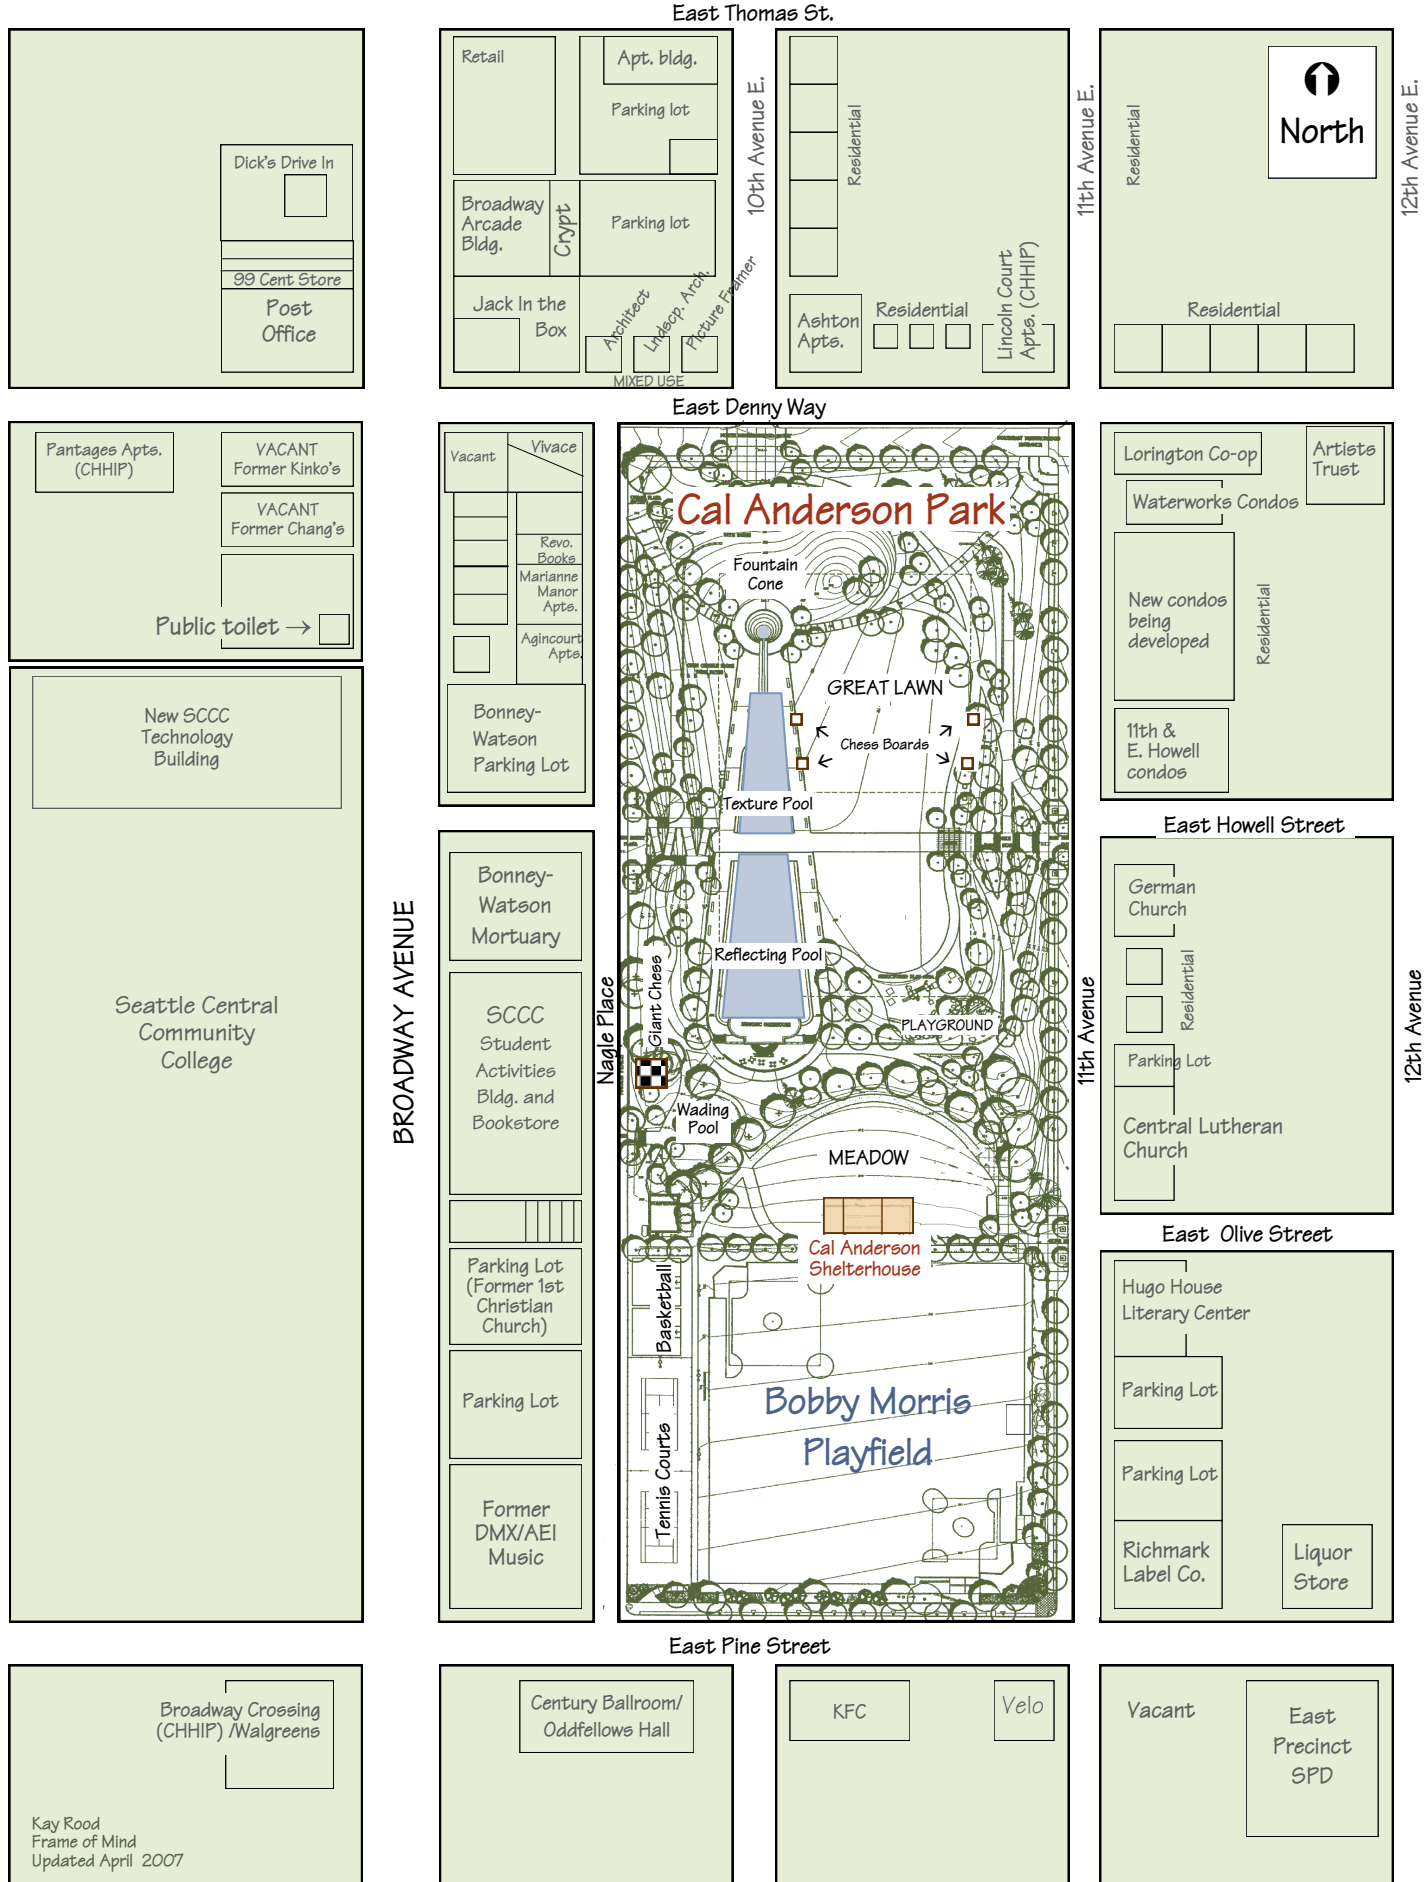 East Thomas St.
Retail
Apt. bldg.
Parking lot
10th Avenue E.
Residential
11th Avenue E.
Residential
North
12th Avenue E.
Dick's Drive In
99 Cent Store
Post
Office
Broadway
Arcade
Bldg.
Crypt
Parking lot
Jack In the
Box
Architect
Lndscp. Arch.
Picture Framer
MIXED USE
Ashton
Apts.
Residential
Lincoln Court
Apts. (CHHIP)
Residential
East Denny Way
Pantages Apts.
(CHHIP)
VACANT
Former Kinko's
VACANT
Former Chang's
Public toilet →
Vacant
Vivace
Revo.
Books
Marianne
Manor
Apts.
Agincourt
Apts.
Bonney-
Watson
Parking Lot
Cal Anderson Park
Fountain
Cone
GREAT LAWN
Chess Boards
Texture Pool
Lorington Co-op
Artists
Trust
Waterworks Condos
New condos
being
developed
Residential
11th &
E. Howell
condos
New SCCC
Technology
Building
Seattle Central
Community
College
BROADWAY AVENUE
Bonney-
Watson
Mortuary
SCCC
Student
Activities
Bldg. and
Bookstore
Nagle Place
Giant Chess
Reflecting Pool
PLAYGROUND
Wading
Pool
MEADOW
Cal Anderson
Shelterhouse
11th Avenue
East Howell Street
German
Church
Residential
Parking Lot
Central Lutheran
Church
12th Avenue
East Olive Street
Parking Lot
(Former 1st
Christian
Church)
Parking Lot
Former
DMX/AEI
Music
Basketball
Tennis Courts
Bobby Morris
Playfield
Hugo House
Literary Center
Parking Lot
Parking Lot
Richmark
Label Co.
Liquor
Store
East Pine Street
Broadway Crossing
(CHHIP) /Walgreens
Century Ballroom/
Oddfellows Hall
KFC
Velo
Vacant
East
Precinct
SPD
Kay Rood
Frame of Mind
Updated April 2007